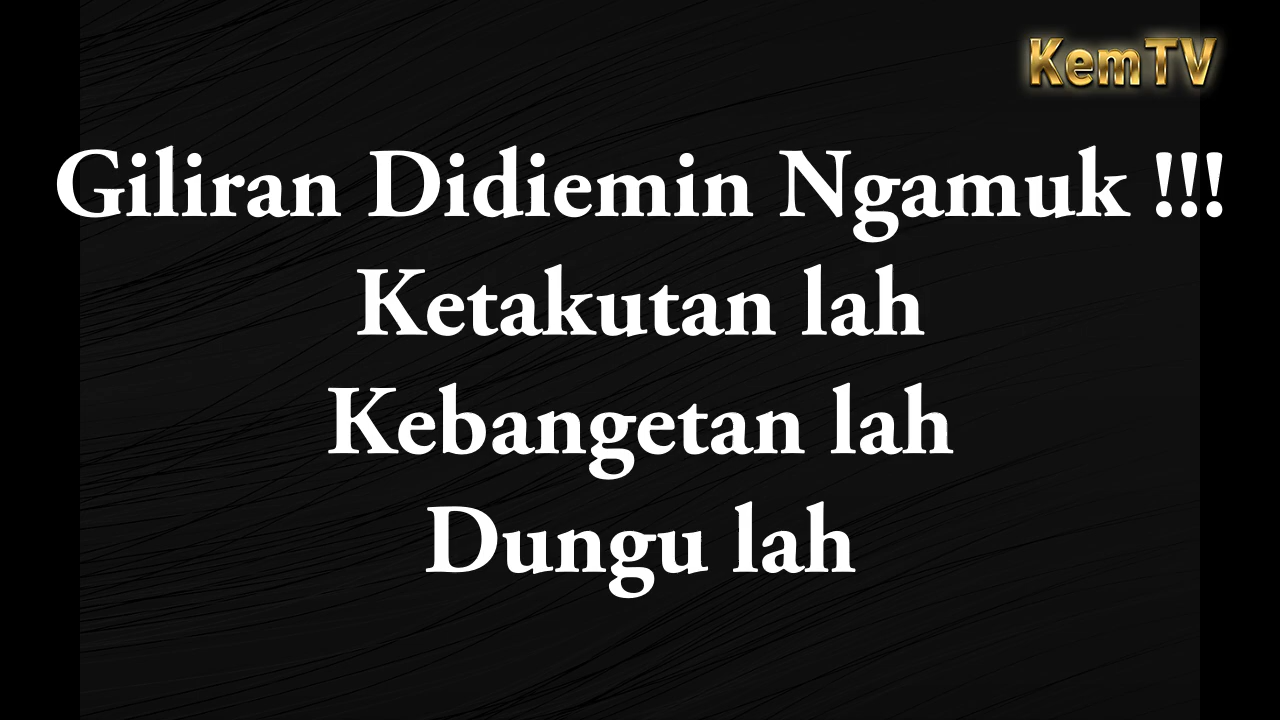 KemTV
Giliran Didiemin Ngamuk !!!
Ketakutan lah
Kebangetan lah
Dungu lah